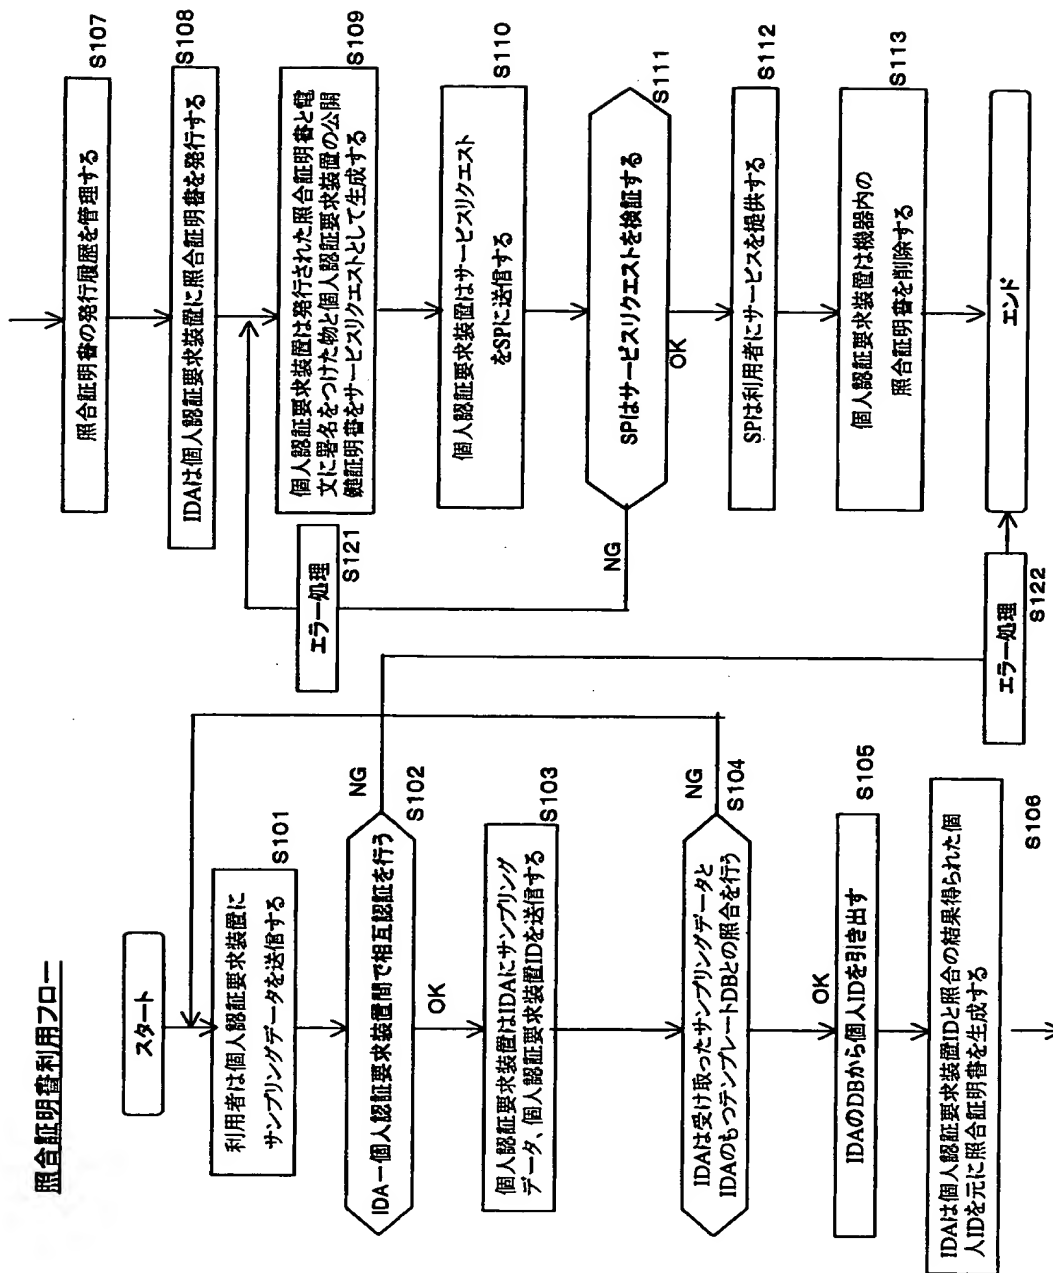 照合証明書利用フロー
スタート
利用者は個人認証要求装置に
サンプリングデータを送信する
S101
IDAー個人認証要求装置間で相互認証を行う
S102
NG
OK
個人認証要求装置はIDAにサンプリング
データ、個人認証要求装置IDを送信する
S103
IDAは受け取ったサンプリングデータと
IDAのもつテンプレートDBとの照合を行う
S104
NG
OK
IDAのDBから個人IDを引き出す
S105
IDAは個人認証要求装置IDと照合の結果得られた個
人IDを元に照合証明書を生成する
S106
照合証明書の発行履歴を管理する
S107
IDAは個人認証要求装置に照合証明書を発行する
S108
個人認証要求装置は発行された照合証明書と電
文に署名をつけた物と個人認証要求装置の公開
鍵証明書をサービスリクエストとして生成する
S109
個人認証要求装置はサービスリクエスト
をSPに送信する
S110
SPはサービスリクエストを検証する
S111
NG
OK
エラー処理
S121
SPは利用者にサービスを提供する
S112
個人認証要求装置は機器内の
照合証明書を削除する
S113
エンド
エラー処理
S122